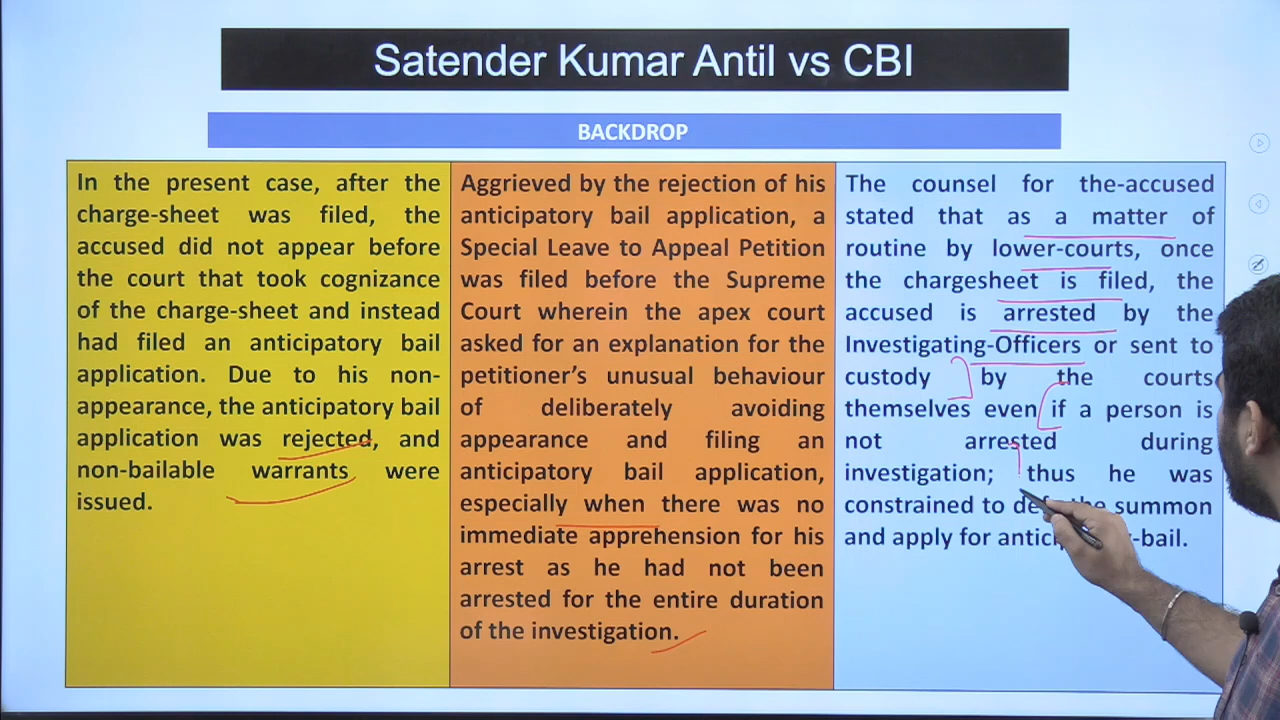 Satender Kumar Antil vs CBI
BACKDROP
In the present case, after the
charge-sheet was filed, the
accused did not appear before
the court that took cognizance
of the charge-sheet and instead
had filed an anticipatory bail
application. Due to his non-
appearance, the anticipatory bail
application was rejected, and
non-bailable warrants were
issued.
Aggrieved by the rejection of his
anticipatory bail application, a
Special Leave to Appeal Petition
was filed before the Supreme
Court wherein the apex court
asked for an explanation for the
petitioner's unusual behaviour
of deliberately avoiding
appearance and filing an
anticipatory bail application,
especially when there was no
immediate apprehension for his
arrest as he had not been
arrested for the entire duration
of the investigation.
The counsel for the-accused
stated that as a matter of
routine by lower-courts, once
the chargesheet is filed, the
accused is arrested by the
Investigating-Officers or sent to
custody by the courts
themselves even if a person is
not arrested during
investigation; thus he was
constrained to the summon
and apply for -bail.